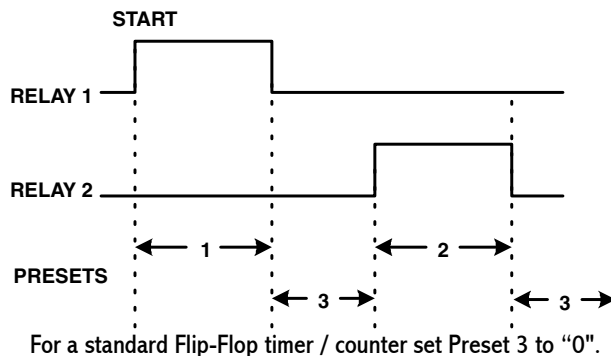 START
RELAY 1
RELAY 2
PRESETS
1
2
3
3
For a standard Flip-Flop timer / counter set Preset 3 to “0".